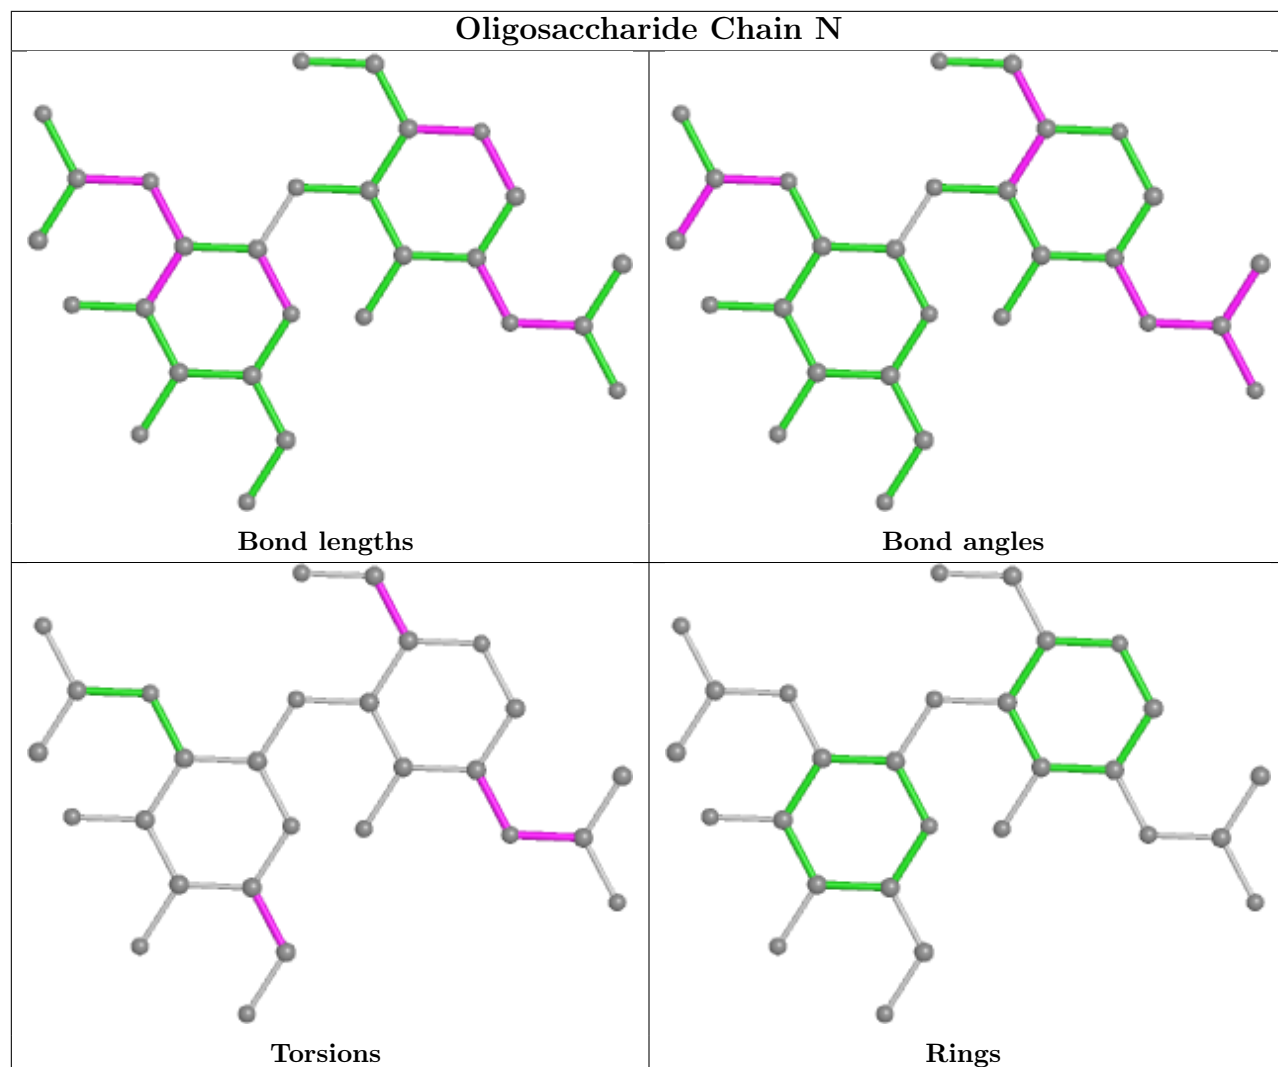 Oligosaccharide Chain N
Bond lengths
Bond angles
Torsions
Rings